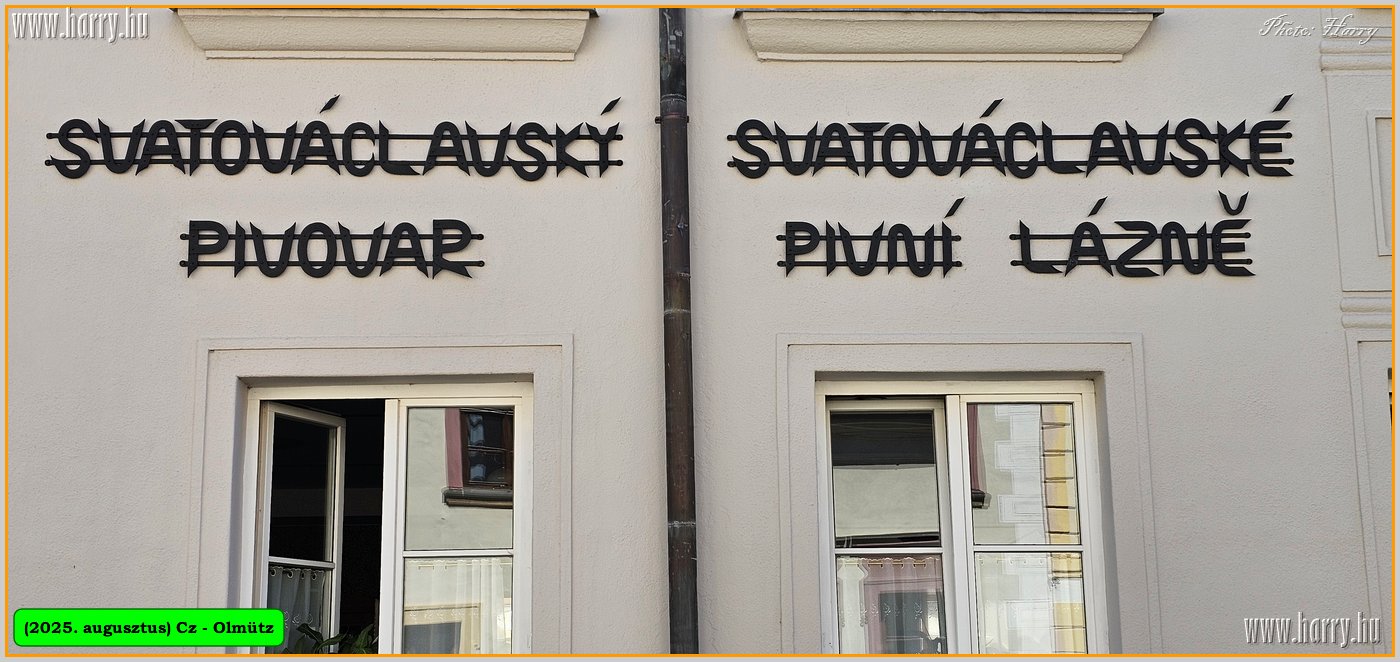 www.harry.hu
Photo: Harry
SVATOVÁCLAVSKÝ
PIVOVAR
SVATOVÁCLAVSKÉ
PIVNÍ LÁZNĚ
(2025. augusztus) Cz - Olmütz
www.harry.hu